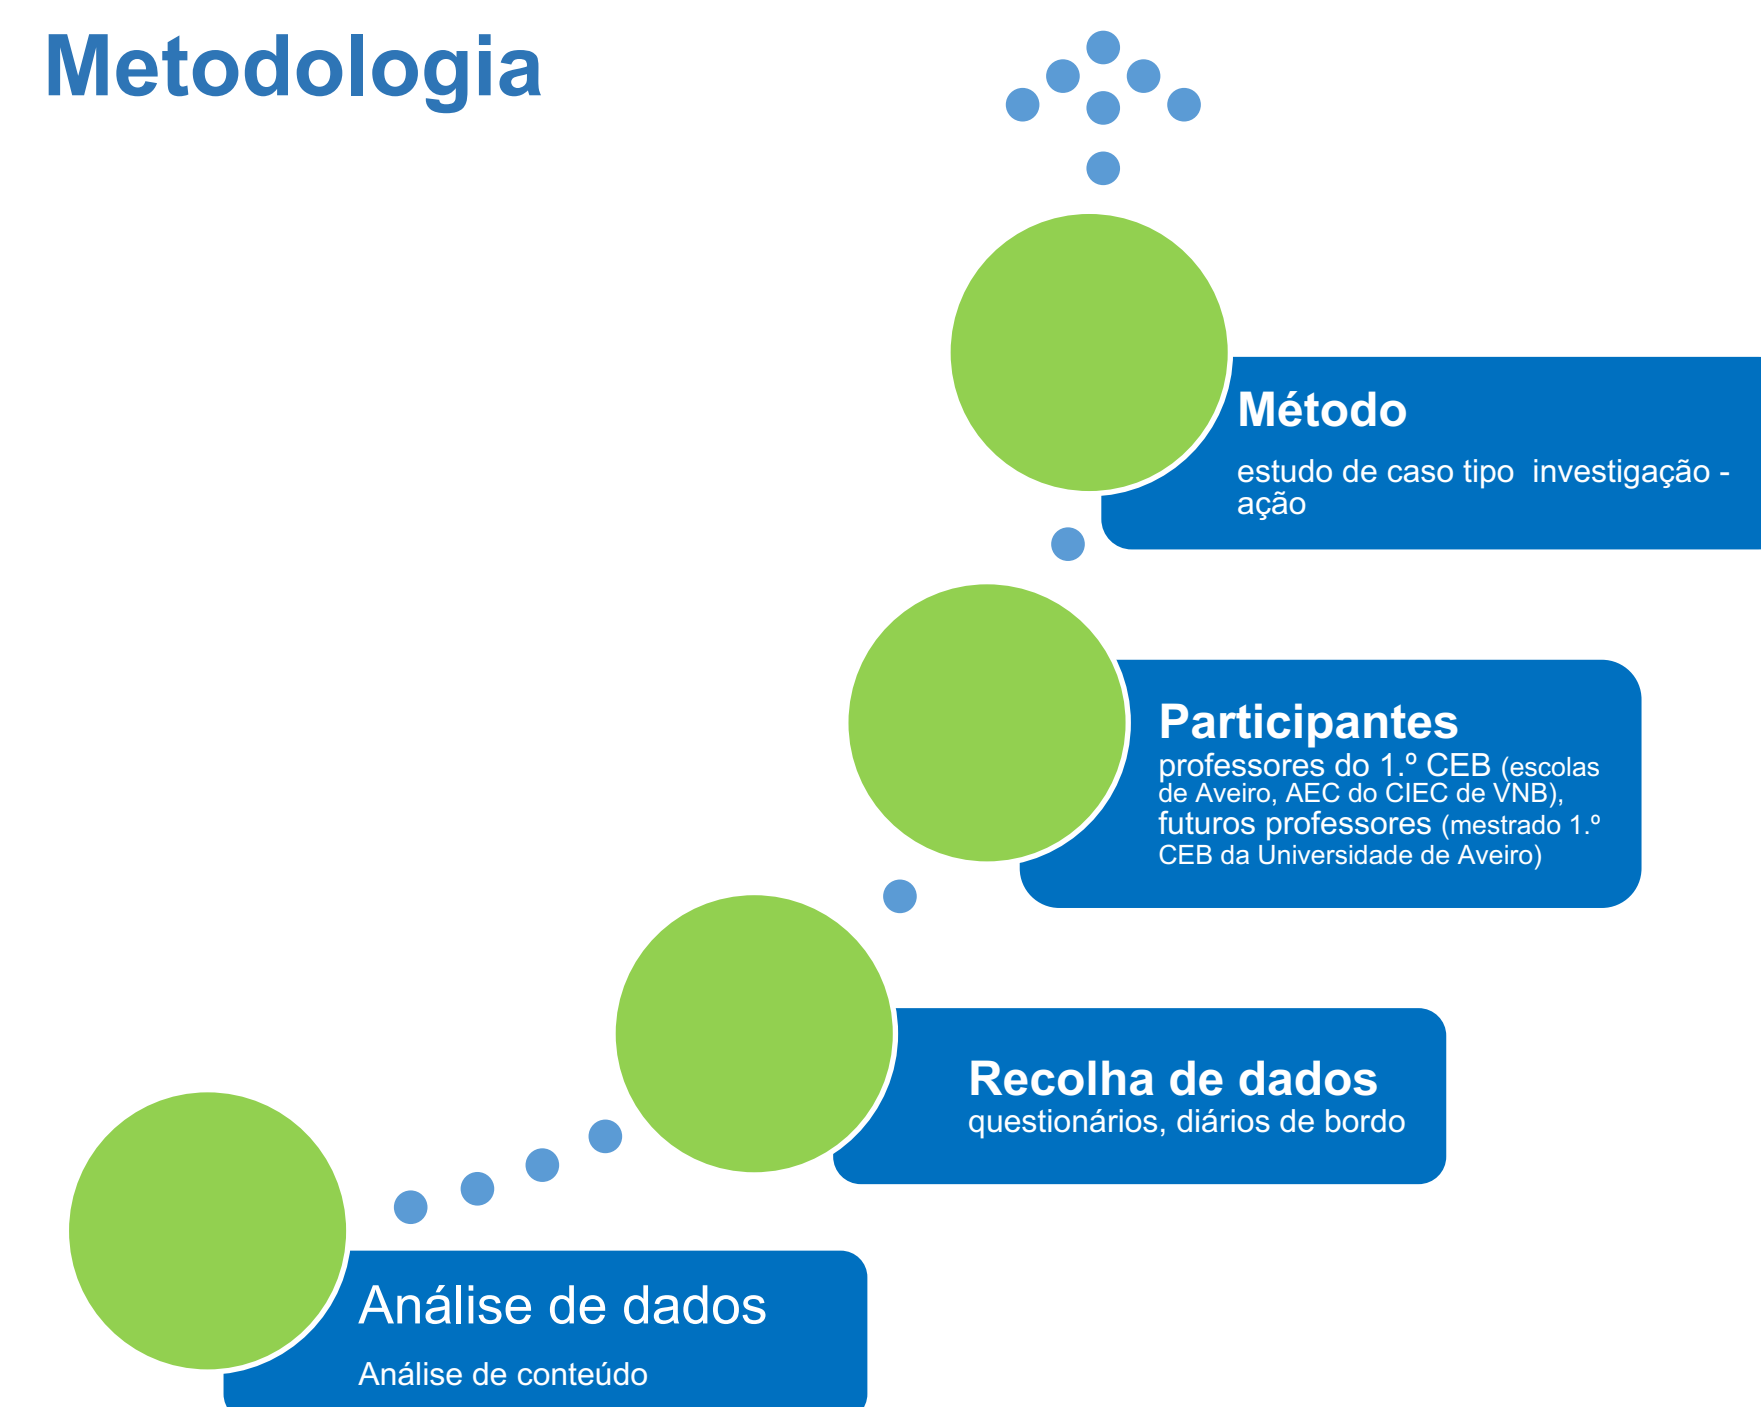 Metodologia
Método
estudo de caso tipo  investigação -
ação
Participantes
professores do 1.º CEB (escolas
de Aveiro, AEC do CIEC de VNB),
futuros professores (mestrado 1.º
CEB da Universidade de Aveiro)
Recolha de dados
questionários, diários de bordo
Análise de dados
Análise de conteúdo